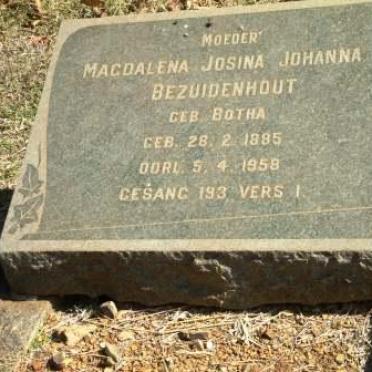 MOEDER
MAGDALENA JOSINA JOHANNA
BEZUIDENHOUT
GEB BOTHA
GEB. 28. 2. 1885
OORL. 5. 4. 1958
GESANG 193 VERS 1